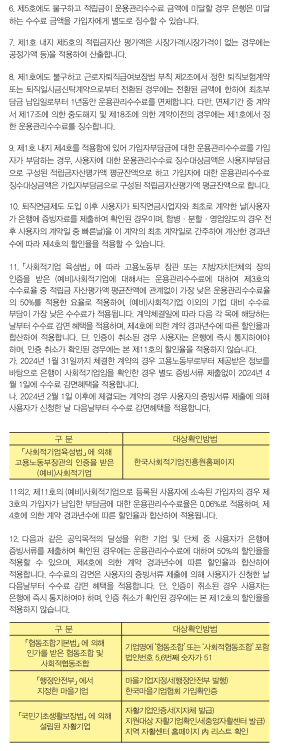 6. 제5호에도 불구하고 적립금이 운용관리수수료 금액에 미달할 경우 은행은 미달
하는 수수료 금액을 가입자에게 별도로 징수할 수 있습니다.
7. 제1호 내지 제5호의 적립금자산 평가액은 시장가격(시장가격이 없는 경우에는
공정가액 등)을 적용하여 산출합니다.
8. 제1호에도 불구하고 근로자퇴직급여보장법 부칙 제2조에서 정한 퇴직보험계약
또는 퇴직일시금신탁계약으로부터 전환된 경우에는 전환된 금액에 한하여 최초부
담금 납입일로부터 1년동안 운용관리수수료를 면제합니다. 다만, 면제기간 중 계약
서 제17조에 의한 중도해지 및 제18조에 의한 계약이전의 경우에는 제1호에서 정
한 운용관리수수료를 징수합니다.
9. 제1호 내지 제4호를 적용함에 있어 가입자부담금에 대한 운용관리수수료를 가입
자가 부담하는 경우, 사용자에 대한 운용관리수수료 징수대상금액은 사용자부담금
으로 구성된 적립금자산평가액 평균잔액으로 하고 가입자에 대한 운용관리수수료
징수대상금액은 가입자부담금으로 구성된 적립금자산평가액 평균잔액으로 합니다.
10. 퇴직연금제도 도입 이후 사용자가 퇴직연금사업자와 최초로 계약한 날(사용자
가 은행에 증빙자료를 제출하여 확인된 경우이며, 합병ㆍ분할ㆍ영업양도의 경우 전
후 사용자의 계약일 중 빠른날)을 이 계약의 최초 계약일로 간주하여 계산한 경과년
수에 따라 제4호의 할인율을 적용할 수 있습니다.
11. 「사회적기업 육성법」에 따라 고용노동부 장관 또는 지방자치단체의 장의
인증을 받은 (예비)사회적기업에 대해서는 운용관리수수료에 대하여 제3호의
수수료율 중 적립금 자산평가액 평균잔액에 관계없이 가장 낮은 운용관리수수료율
의 50%를 적용한 요율로 적용하여, (예비)사회적기업 이외의 기업 대비 수수료
부담이 가장 낮은 수수료가 적용됩니다. 계약체결일에 따라 다음 각 목에 해당하는
날부터 수수료 감면 혜택을 적용하며, 제4호에 의한 계약 경과년수에 따른 할인율과
합산하여 적용합니다. 단, 인증이 취소된 경우 사용자는 은행에 즉시 통지하여야
하며, 인증 취소가 확인된 경우에는 본 제11호의 할인율을 적용하지 않습니다.
가. 2024년 1월 31일까지 체결한 계약의 경우 고용노동부로부터 제공받은 정보를
바탕으로 은행이 사회적기업임을 확인한 경우 별도 증빙서류 제출없이 2024년 4
월 1일에 수수료 감면혜택을 적용합니다.
나. 2024년 2월 1일 이후에 체결되는 계약의 경우 사용자의 증빙서류 제출에 의해
사용자가 신청한 날 다음날부터 수수료 감면혜택을 적용합니다.
구 분 대상확인방법
「사회적기업육성법」에 의해
고용노동부장관의 인증을 받은
(예비)사회적기업
한국사회적기업진흥원홈페이지
11의2. 제11호의 (예비)사회적기업으로 등록된 사용자에 소속된 가입자의 경우 제
3호의 가입자가 납입한 부담금에 대한 운용관리수수료율은 0.06%로 적용하며, 제
4호에 의한 계약 경과년수에 따른 할인율과 합산하여 적용됩니다.
12. 다음과 같은 공익목적의 달성을 위한 기업 및 단체 중 사용자가 은행에
증빙서류를 제출하여 확인된 경우에는 운용관리수수료에 대하여 50%의 할인율을
적용할 수 있으며, 제4호에 의한 계약 경과년수에 따른 할인율과 합산하여
적용합니다. 수수료의 감면은 사용자의 증빙서류 제출에 의해 사용자가 신청한 날
다음날부터 수수료 감면 혜택을 적용합니다. 단, 인증이 취소된 경우 사용자는
은행에 즉시 통지하여야 하며, 인증 취소가 확인된 경우에는 본 제12호의 할인율을
적용하지 않습니다.
구 분 대상확인방법
「협동조합기본법」에 의해
인가를 받은 협동조합 및
사회적협동조합
기업명에 '협동조합' 또는 '사회적협동조합' 포함
법인번호 5,6번째 숫자가 51
「행정안전부」에서
지정한 마을기업
마을기업지정서(행정안전부 발행)
한국마을기업협회 가입확인증
「국민기초생활보장법」에 의해
설립된 자활기업
자활기업인증서(지자체 발급)
지원대상 자활기업확인서(중앙자활센터 발급)
지역 자활센터 홈페이지 內 리스트 확인